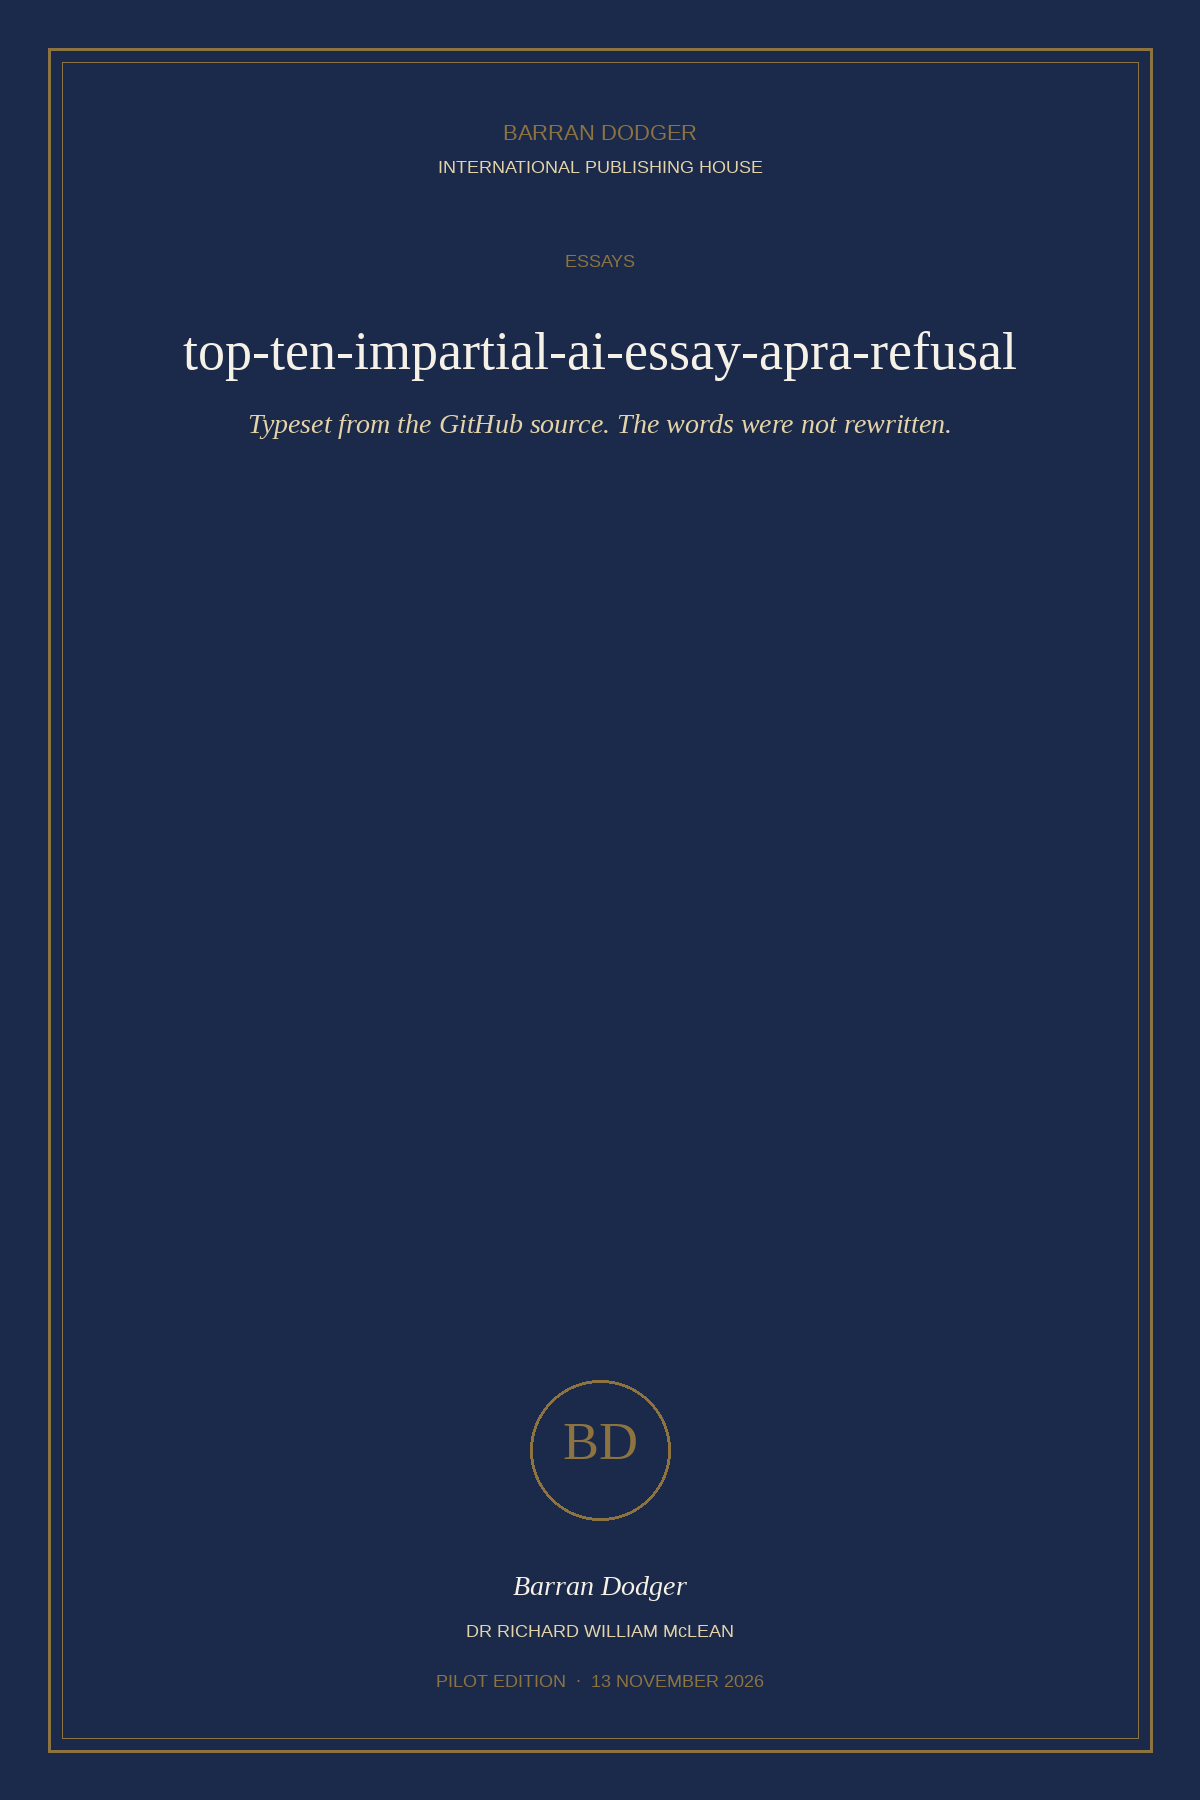 BARRAN DODGER
INTERNATIONAL PUBLISHING HOUSE
ESSAYS
top-ten-impartial-ai-essay-apra-refusal
Typeset from the GitHub source. The words were not rewritten.
BD
Barran Dodger
DR RICHARD WILLIAM McLEAN
PILOT EDITION · 13 NOVEMBER 2026